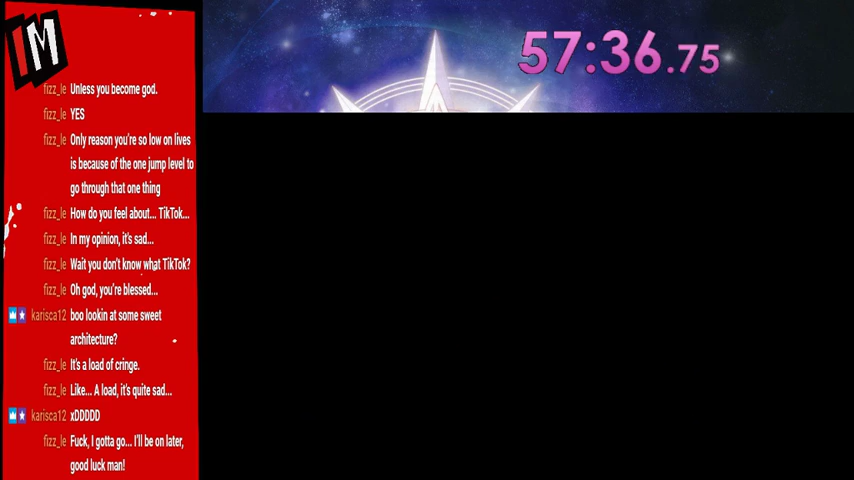 IM
57:36.75
fizz_le Unless you become god.
fizz_le YES
fizz_le Only reason you're so low on lives
is because of the one jump level to
go through that one thing
fizz_le How do you feel about... TikTok...
fizz_le In my opinion, it's sad...
fizz_le Wait you don't know what TikTok?
fizz_le Oh god, you're blessed...
karisca12 boo lookin at some sweet
architecture?
fizz_le It's a load of cringe.
fizz_le Like... A load, it's quite sad...
karisca12 xDDDDD
fizz_le Fuck, I gotta go... I'll be on later,
good luck man!